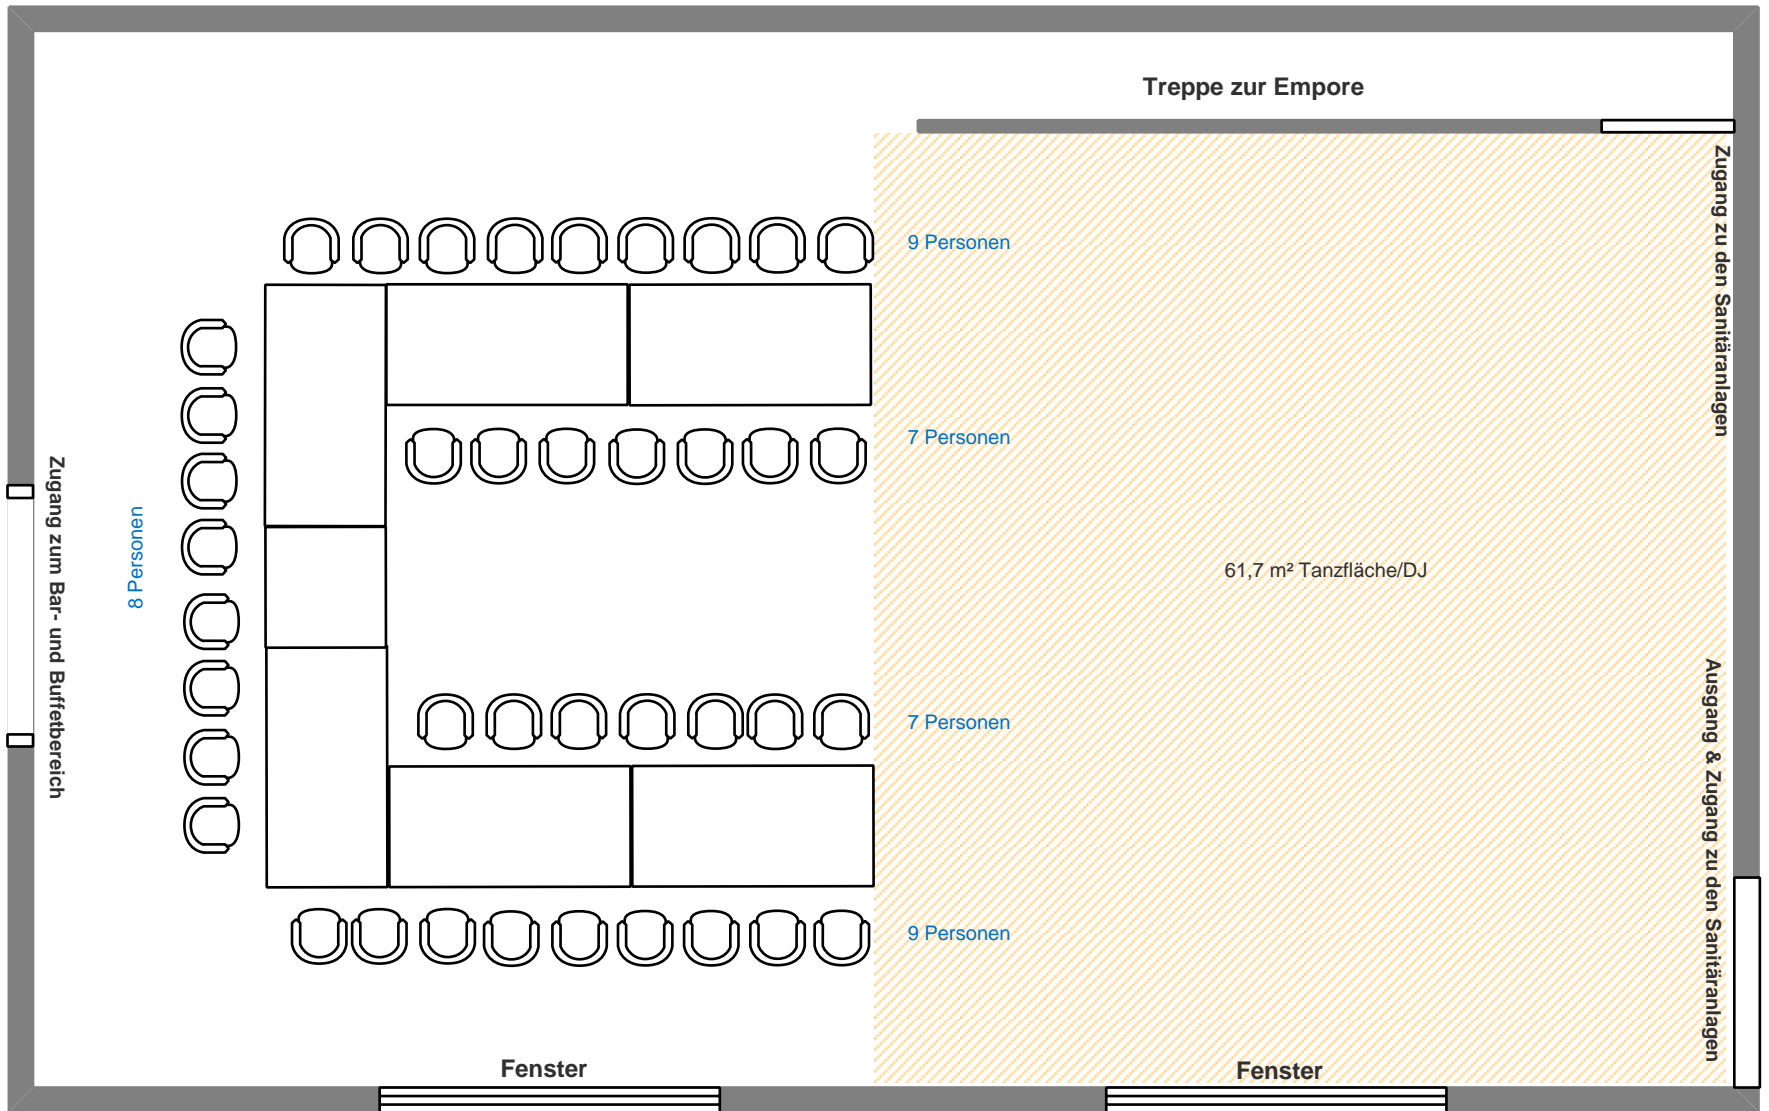 Treppe zur Empore
Zugang zu den Sanitäranlagen
9 Personen
7 Personen
Zugang zum Bar- und Buffetbereich
8 Personen
61,7 m² Tanzfläche/DJ
7 Personen
Ausgang & Zugang zu den Sanitäranlagen
9 Personen
Fenster
Fenster